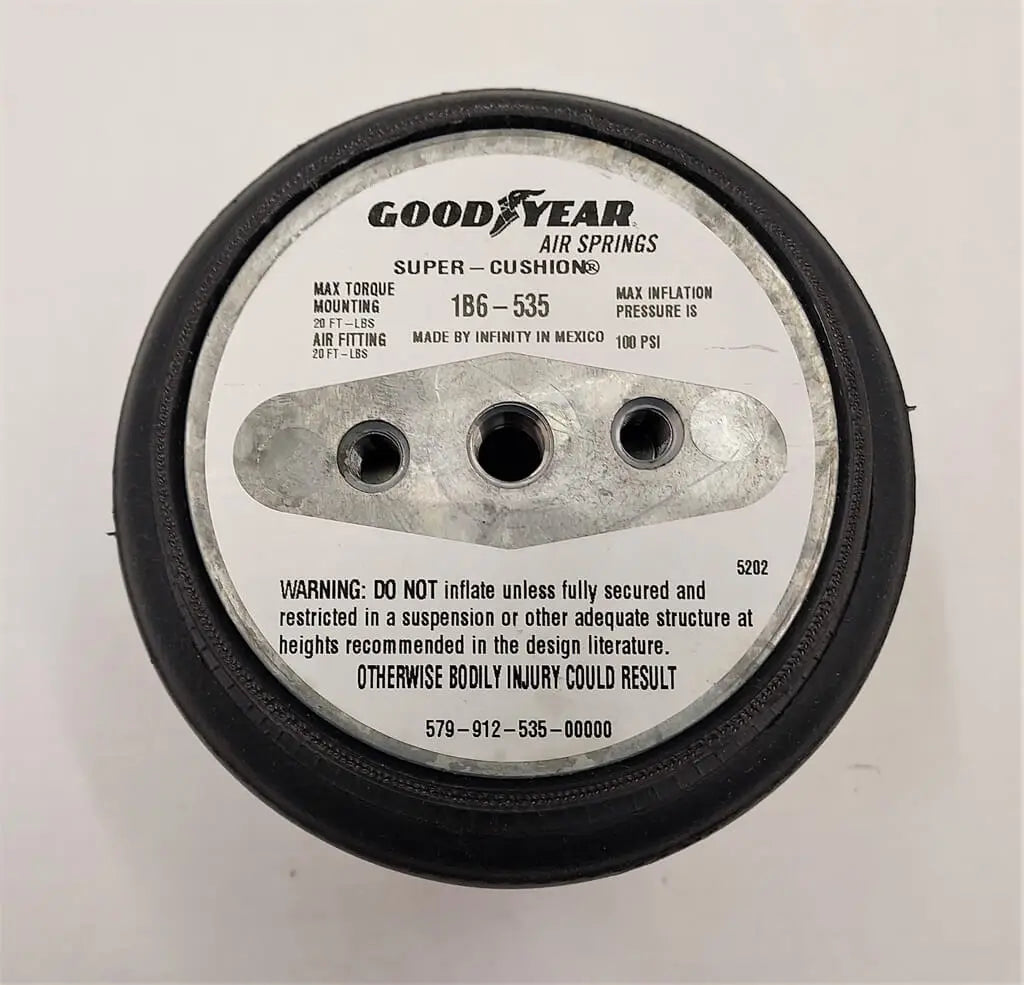 GOOD YEAR
AIR SPRINGS
SUPER – CUSHION®
MAX TORQUE
MOUNTING
20 FT – LBS
AIR FITTING
20 FT – LBS
1B6 – 535
MADE BY INFINITY IN MEXICO
MAX INFLATION
PRESSURE IS
100 PSI
5202
WARNING: DO NOT inflate unless fully secured and
restricted in a suspension or other adequate structure at
heights recommended in the design literature.
OTHERWISE BODILY INJURY COULD RESULT
579–912–535–00000